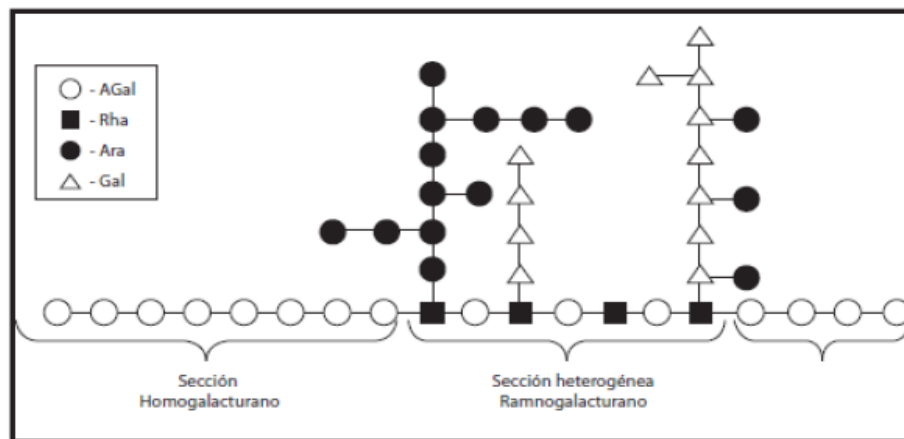 - AGal
- Rha
- Ara
- Gal
Sección
Homogalacturano
Sección heterogénea
Ramnogalacturano